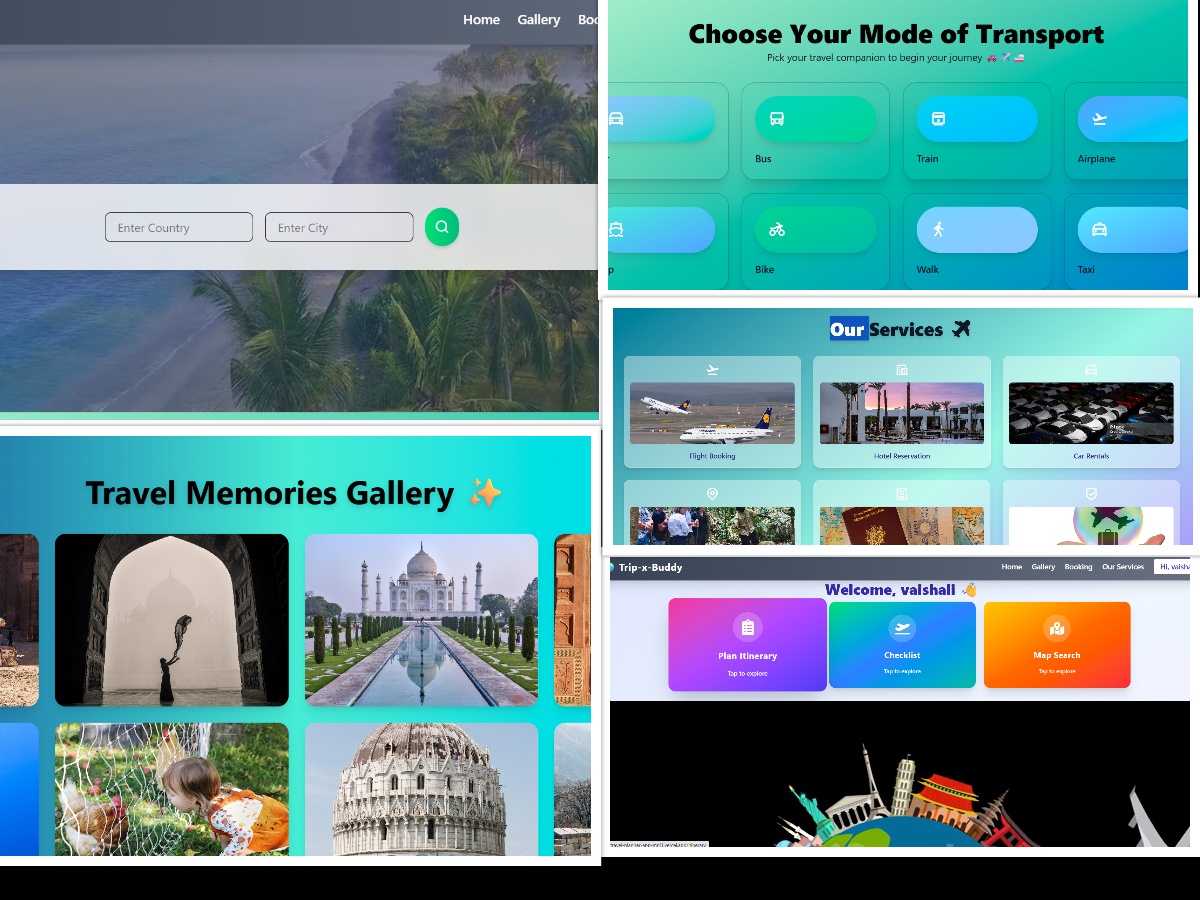 Home Gallery
Enter Country Enter City
Choose Your Mode of Transport
Pick your travel companion to begin your journey 🚗 ✈️ 🚢
Bus Train Airplane
Bike Walk Taxi
Our Services ✈
Flight Booking Hotel Reservation Car Rentals
Travel Memories Gallery ✨
Trip-x-Buddy Home Gallery Booking Our Services Hi, vaisha
Welcome, vaishali 👋
Plan Itinerary Checklist Map Search
Tap to explore Tap to explore Tap to explore